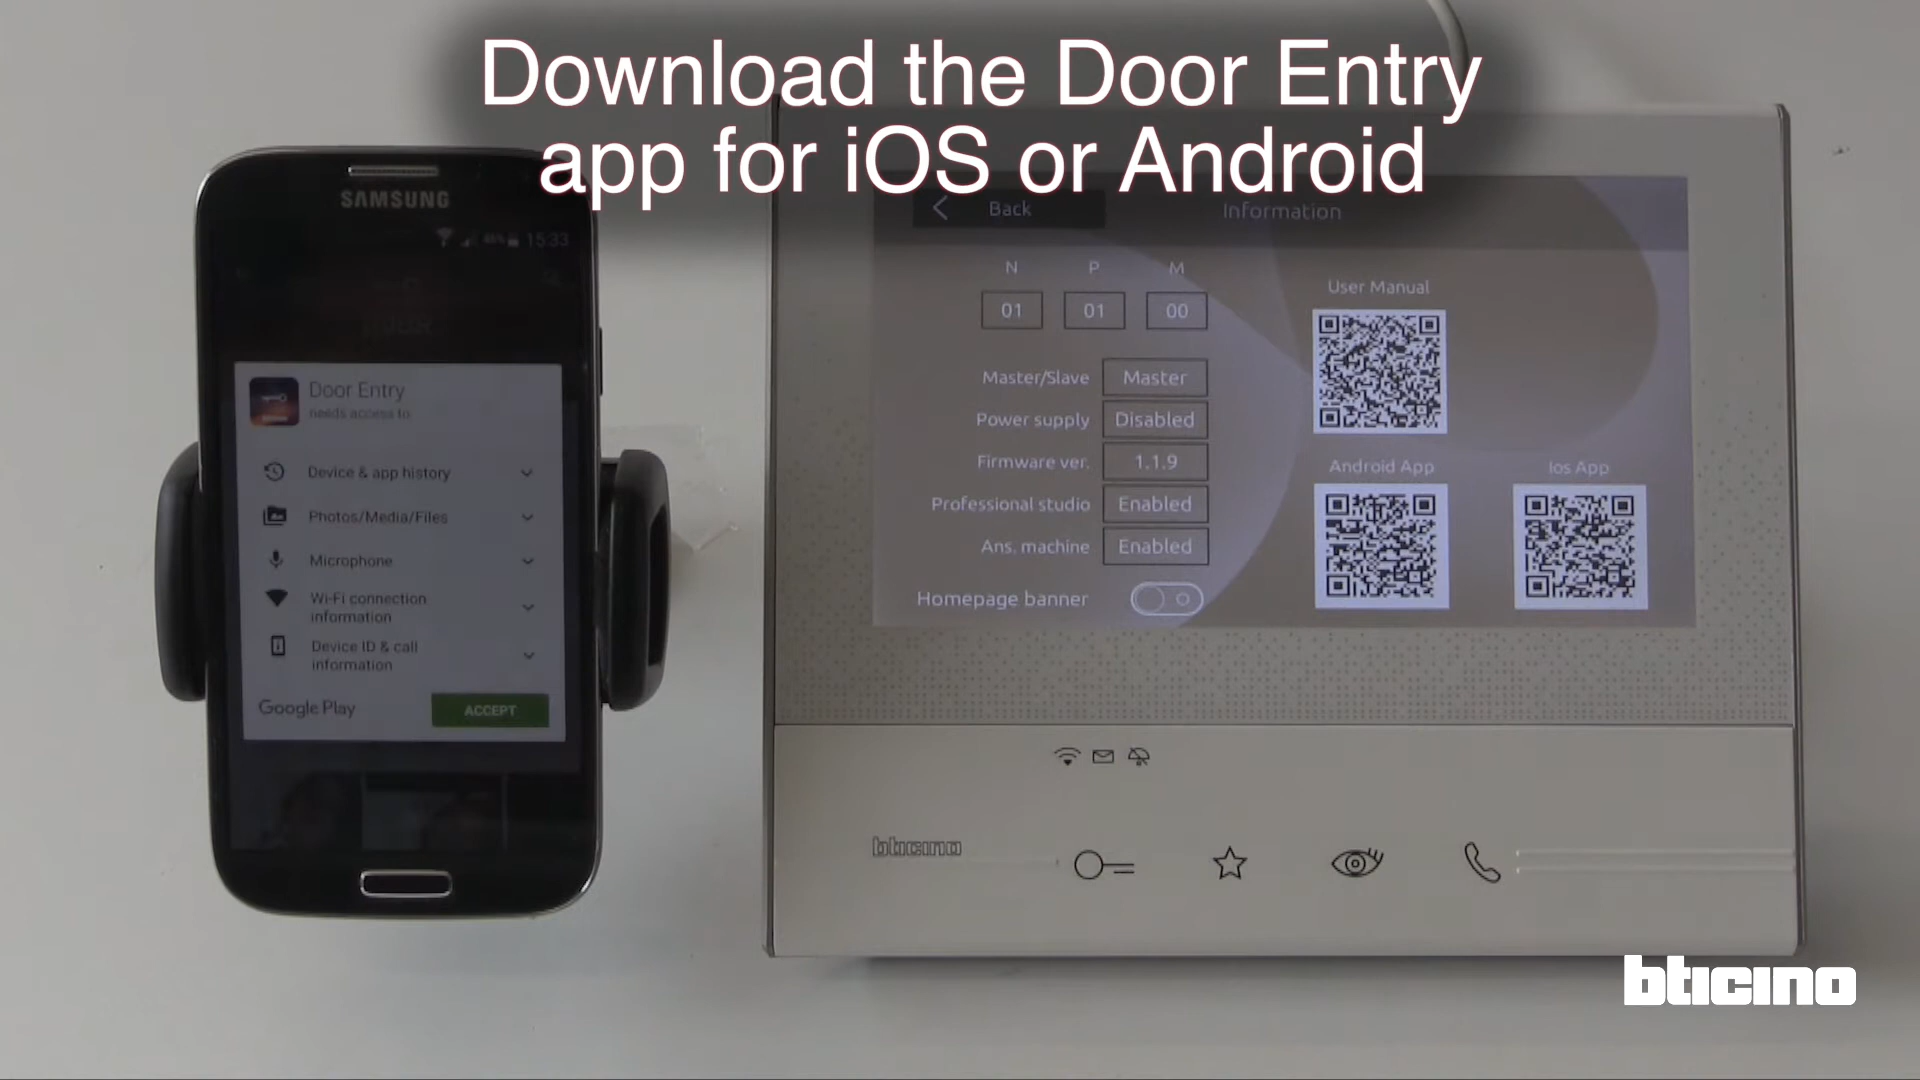 Download the Door Entry
app for iOS or Android
SAMSUNG
15:33
Door Entry
needs access to
Device & app history
Photos/Media/Files
Microphone
Wi-Fi connection
information
Device ID & call
information
Google Play
ACCEPT
Back
Information
N P M
01 01 00
Master/Slave Master
Power supply Disabled
Firmware ver. 1.1.9
Professional studio Enabled
Ans. machine Enabled
Homepage banner
User Manual
Android App
Ios App
bticino
bticino